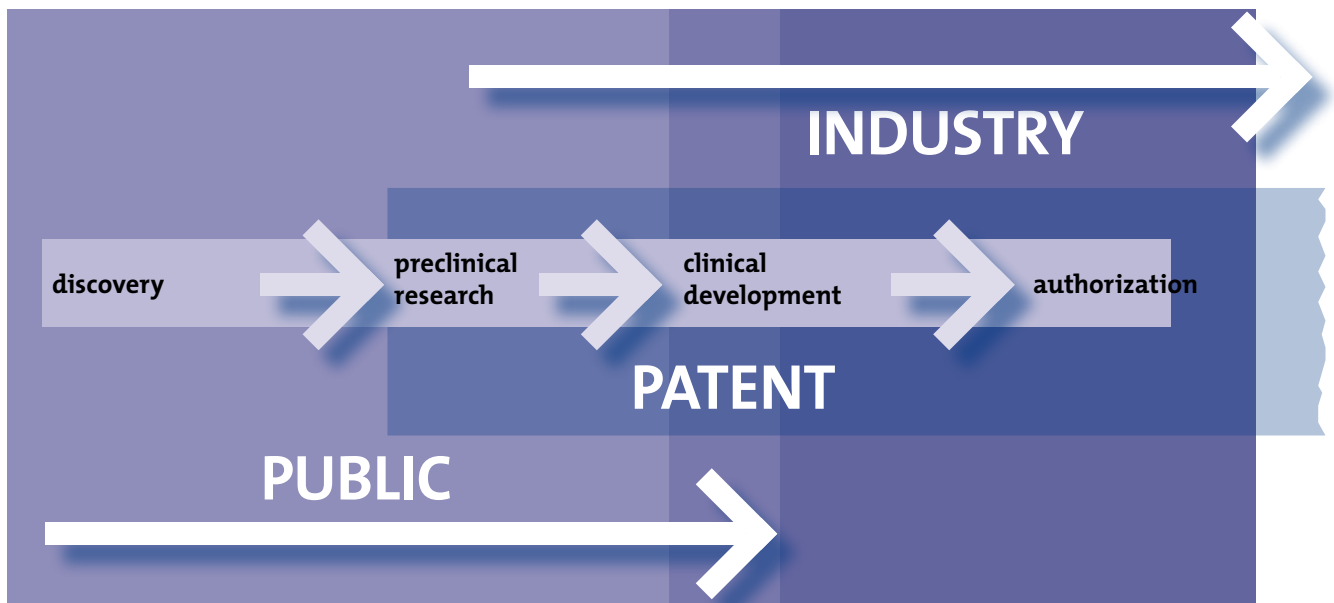 INDUSTRY
discovery
preclinical
research
clinical
development
authorization
PATENT
PUBLIC